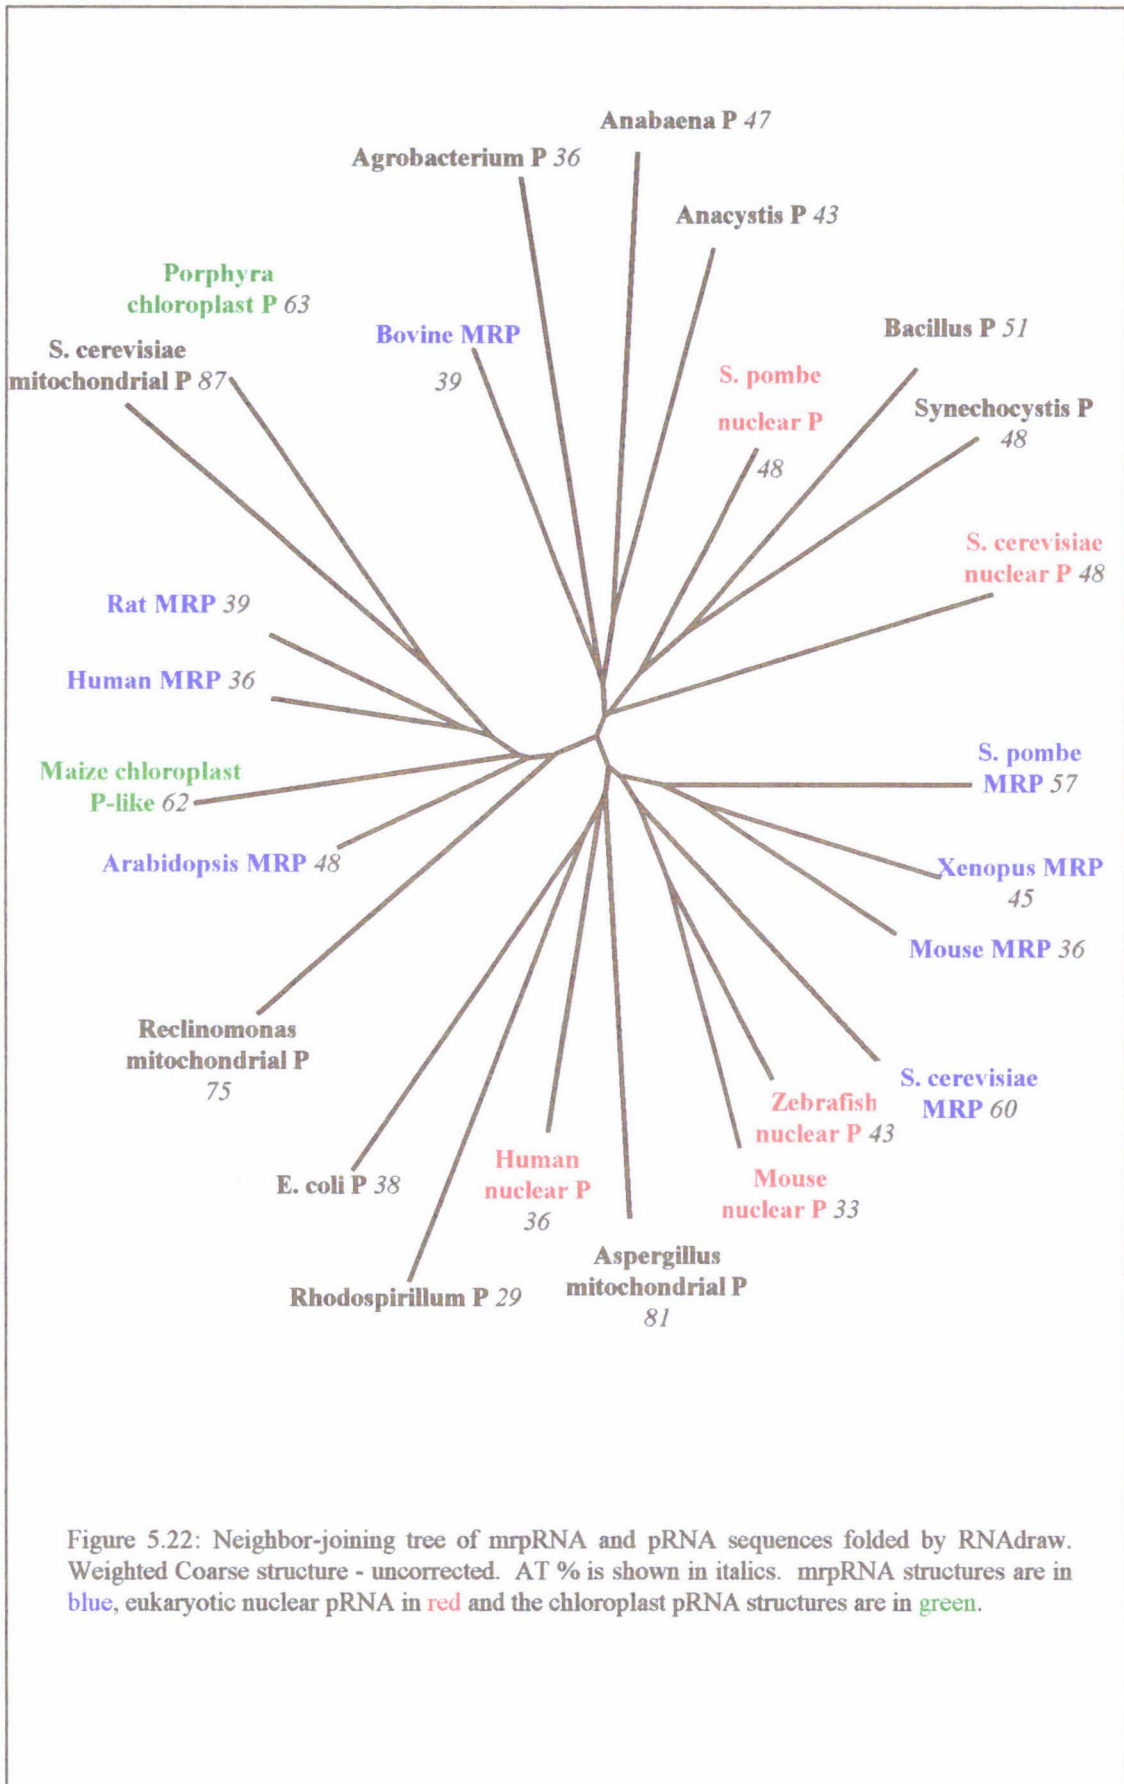 Anabaena P 47
Agrobacterium P 36
Anacystis P 43
Porphyra
chloroplast P 63
Bovine MRP
39
Bacillus P 51
S. cerevisiae
mitochondrial P 87
S. pombe
nuclear P
48
Synechocystis P
48
S. cerevisiae
nuclear P 48
Rat MRP 39
Human MRP 36
S. pombe
MRP 57
Maize chloroplast
P-like 62
Arabidopsis MRP 48
Xenopus MRP
45
Mouse MRP 36
Reclinomonas
mitochondrial P
75
S. cerevisiae
MRP 60
Zebrafish
nuclear P 43
E. coli P 38
Human
nuclear P
36
Mouse
nuclear P 33
Rhodospirillum P 29
Aspergillus
mitochondrial P
81
Figure 5.22: Neighbor-joining tree of mrpRNA and pRNA sequences folded by RNAdraw.
Weighted Coarse structure - uncorrected. AT % is shown in italics. mrpRNA structures are in
blue, eukaryotic nuclear pRNA in red and the chloroplast pRNA structures are in green.